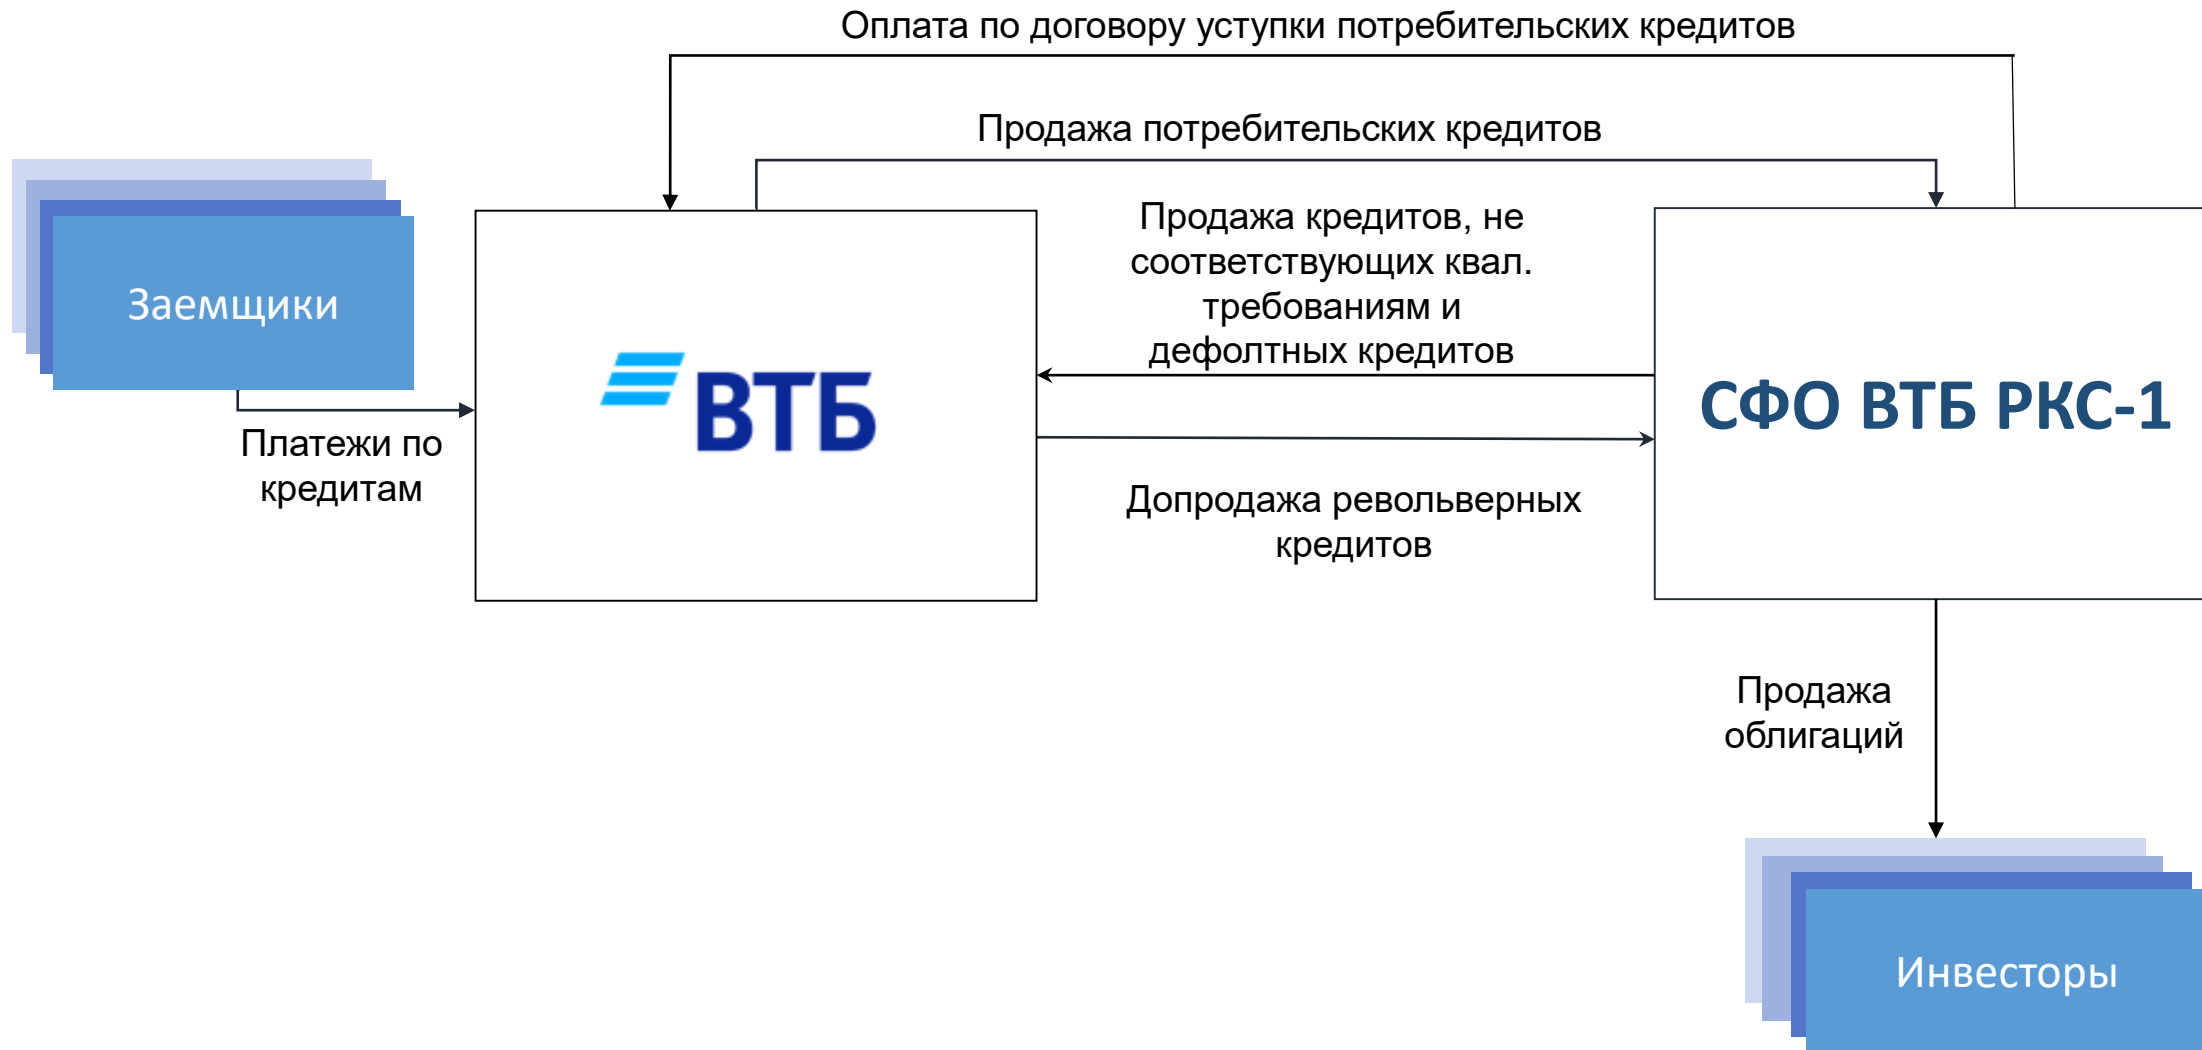 Оплата по договору уступки потребительских кредитов
Продажа потребительских кредитов
Продажа кредитов, не
соответствующих квал.
требованиям и
дефолтных кредитов
Заемщики
ВТБ
СФО ВТБ РКС-1
Платежи по
кредитам
Допродажа револьверных
кредитов
Продажа
облигаций
Инвесторы